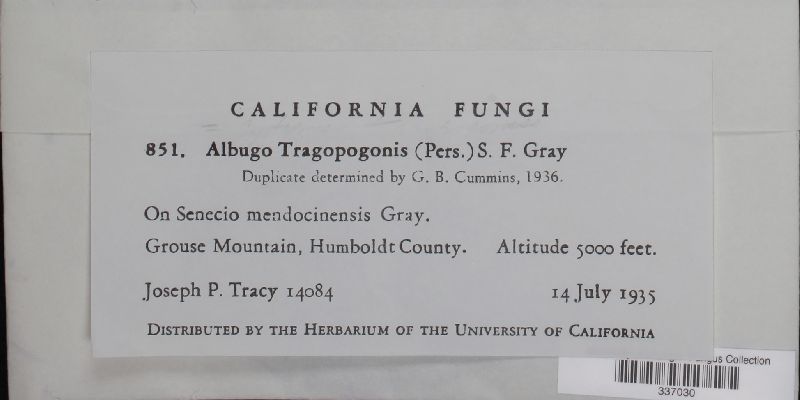 CALIFORNIA FUNGI
851. Albugo Tragopogonis (Pers.) S. F. Gray
Duplicate determined by G. B. Cummins, 1936.
On Senecio mendocinensis Gray.
Grouse Mountain, Humboldt County. Altitude 5000 feet.
Joseph P. Tracy 14084 14 July 1935
DISTRIBUTED BY THE HERBARIUM OF THE UNIVERSITY OF CALIFORNIA
Collection
337030